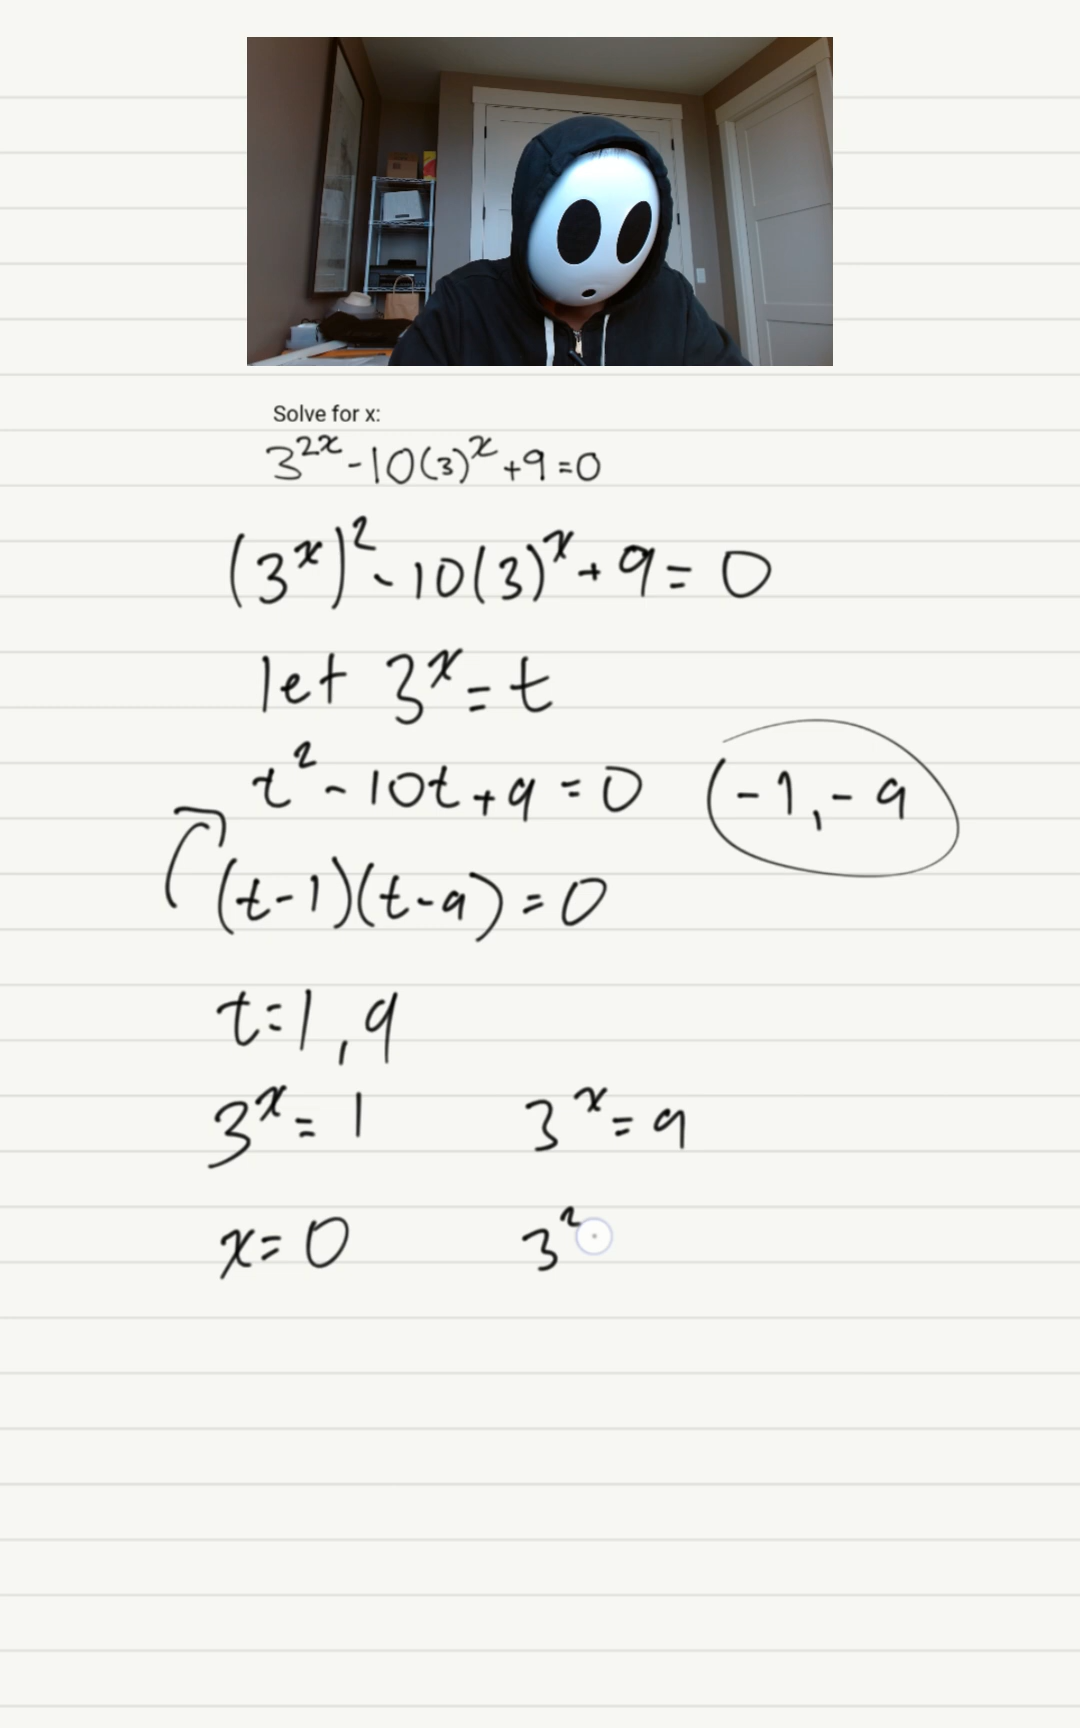 Solve for x:
3^{2x} - 10(3)^x + 9 = 0
(3^x)^2 - 10(3)^x + 9 = 0
let 3^x = t
t^2 - 10t + 9 = 0 (-1, -9
(t-1)(t-9) = 0
t = 1, 9
3^x = 1 3^x = 9
x = 0 3^2